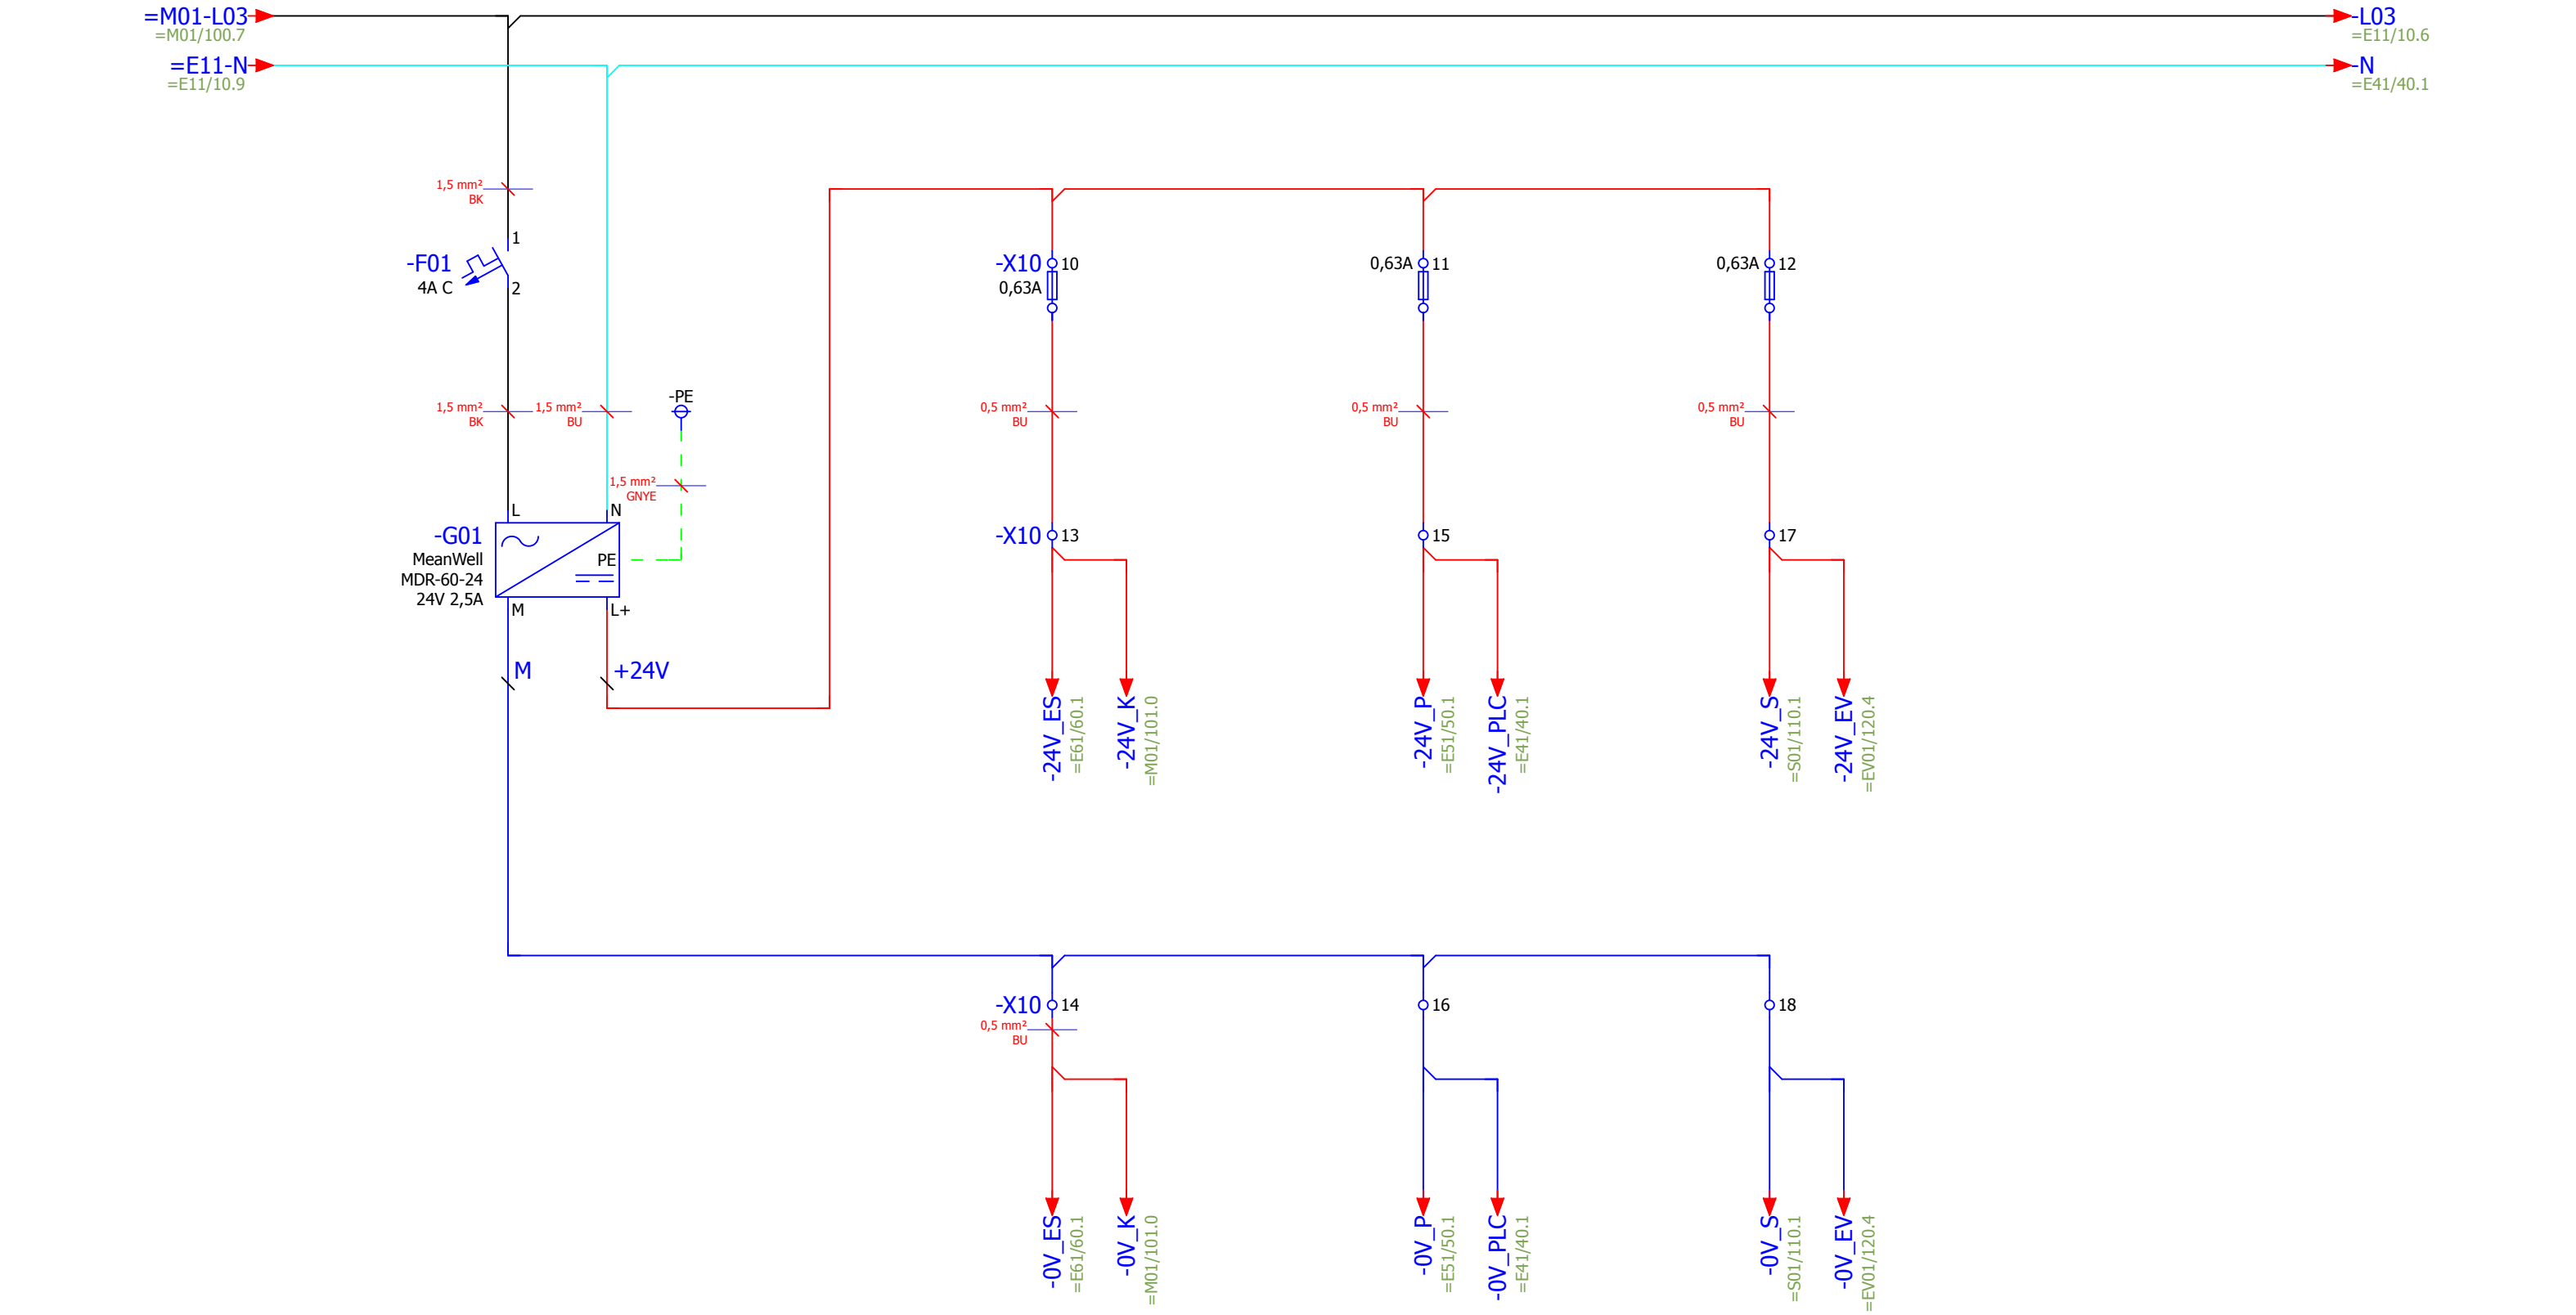 =M01-L03
=M01/100.7
-L03
=E11/10.6
=E11-N
=E11/10.9
-N
=E41/40.1
1,5 mm²
BK
1
-F01
4A C
2
-X10
10
0,63A
0,63A
11
0,63A
12
1,5 mm²
BK
1,5 mm²
BU
-PE
1,5 mm²
GNYE
0,5 mm²
BU
0,5 mm²
BU
0,5 mm²
BU
L
N
-G01
MeanWell
MDR-60-24
24V 2,5A
PE
M
L+
M
+24V
-X10
13
15
17
-24V_ES
=E61/60.1
-24V_K
=M01/101.0
-24V_P
=E51/50.1
-24V_PLC
=E41/40.1
-24V_S
=S01/110.1
-24V_EV
=EV01/120.4
-X10
14
0,5 mm²
BU
16
18
-0V_ES
=E61/60.1
-0V_K
=M01/101.0
-0V_P
=E51/50.1
-0V_PLC
=E41/40.1
-0V_S
=S01/110.1
-0V_EV
=EV01/120.4